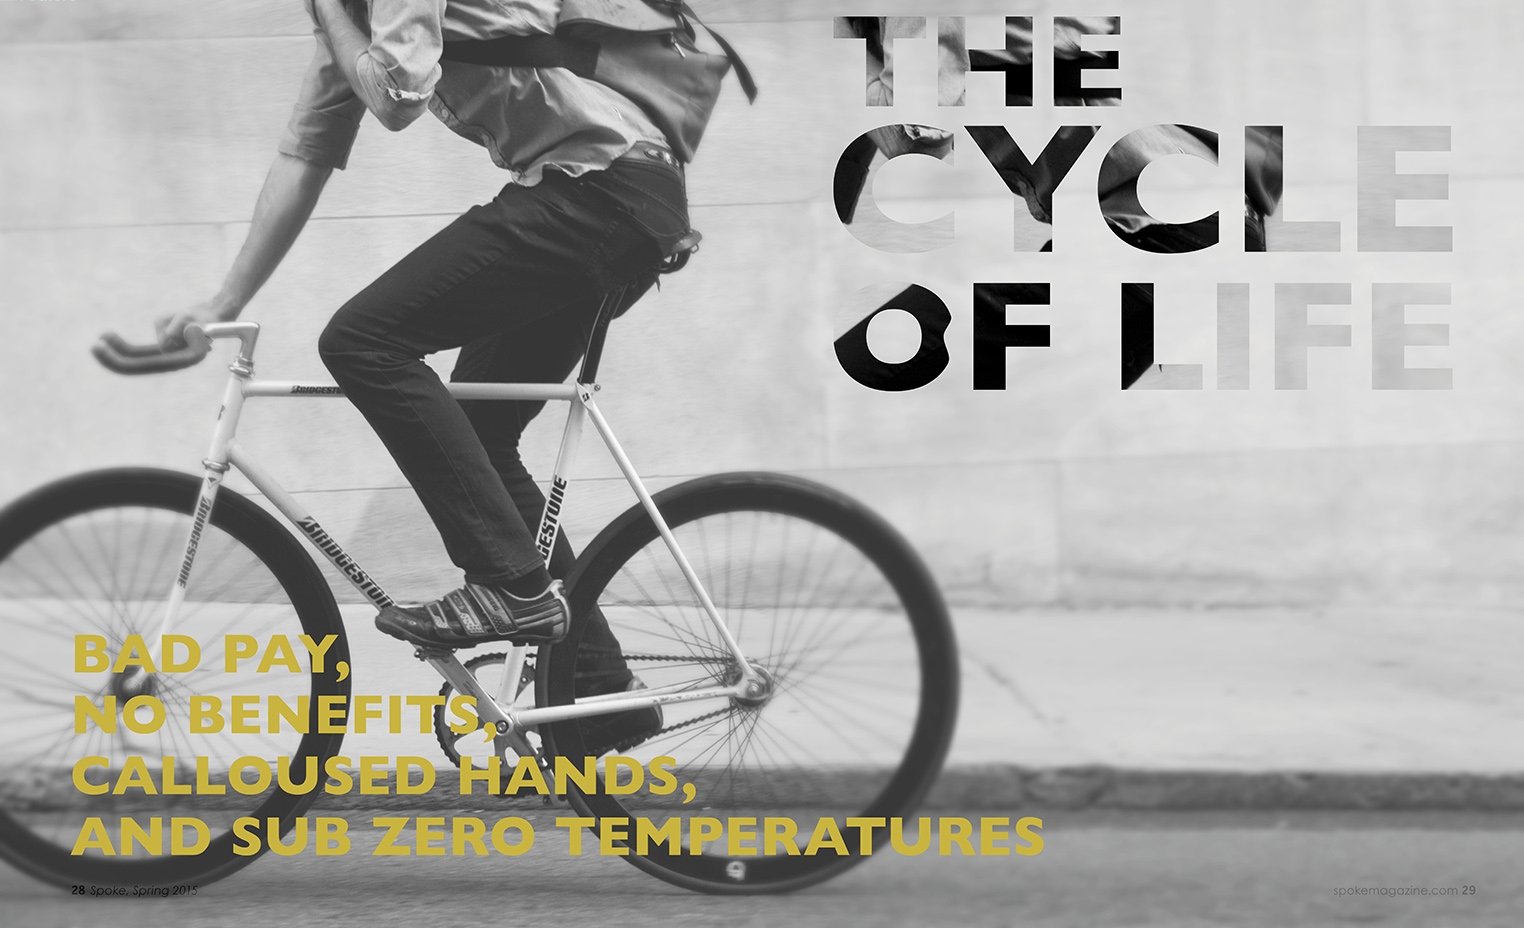 THE
CYCLE
OF LIFE
BRIDGESTONE
BRIDGESTONE
BRIDGESTONE
GESTONE
BAD PAY,
NO BENEFITS,
CALLOUSED HANDS,
AND SUB ZERO TEMPERATURES
28 Spoke, Spring 2015
spokemagazine.com 29